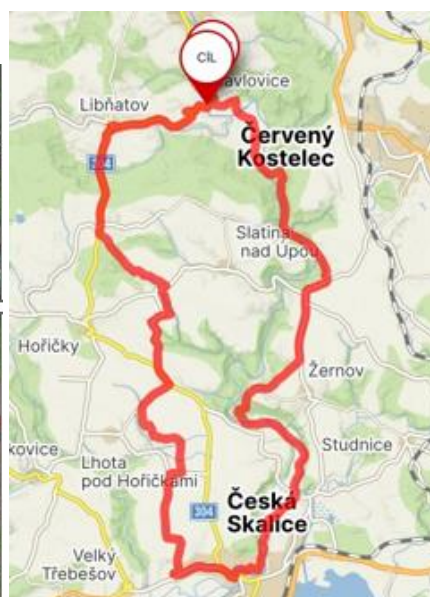 CÍL
avlovice
Libňatov
Červený
Kostelec
304
Slatina
nad Úpou
Hořičky
Žernov
Studnice
kovice
Lhota
pod Hořičkami
Česká
Skalice
304
Velký
Třebešov